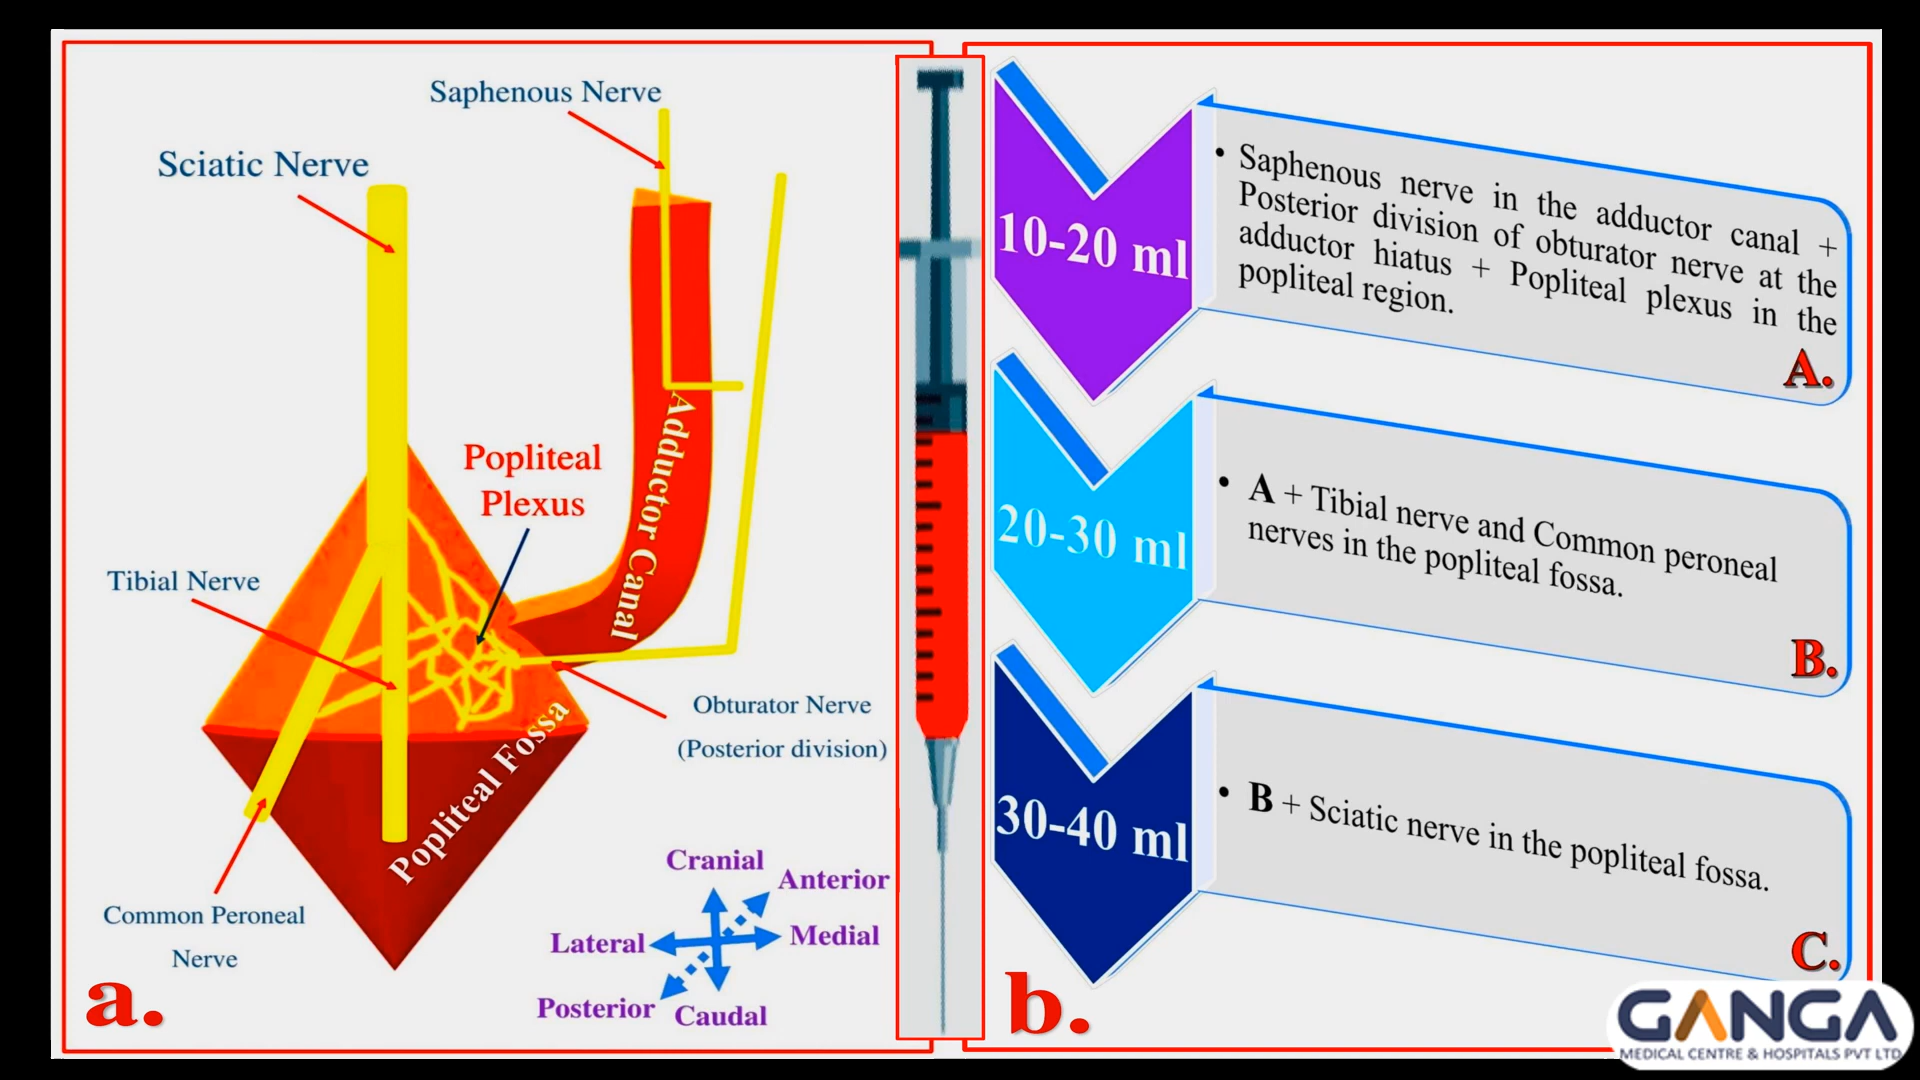 Saphenous Nerve
Sciatic Nerve
Popliteal
Plexus
Adductor Canal
Tibial Nerve
Obturator Nerve
(Posterior division)
Popliteal Fossa
Common Peroneal
Nerve
Cranial
Anterior
Lateral
Medial
Posterior
Caudal
a.
10-20 ml
• Saphenous nerve in the adductor canal +
Posterior division of obturator nerve at the
adductor hiatus + Popliteal plexus in the
popliteal region.
A.
20-30 ml
• A + Tibial nerve and Common peroneal
nerves in the popliteal fossa.
B.
30-40 ml
• B + Sciatic nerve in the popliteal fossa.
C.
b.
GANGA
MEDICAL CENTRE & HOSPITALS PVT LTD